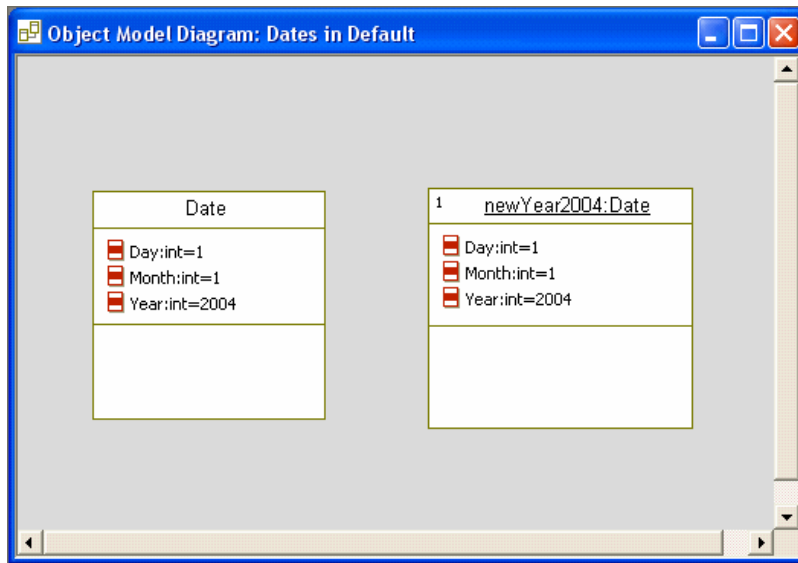 Object Model Diagram: Dates in Default
Date
Day:int=1
Month:int=1
Year:int=2004
1 newYear2004:Date
Day:int=1
Month:int=1
Year:int=2004